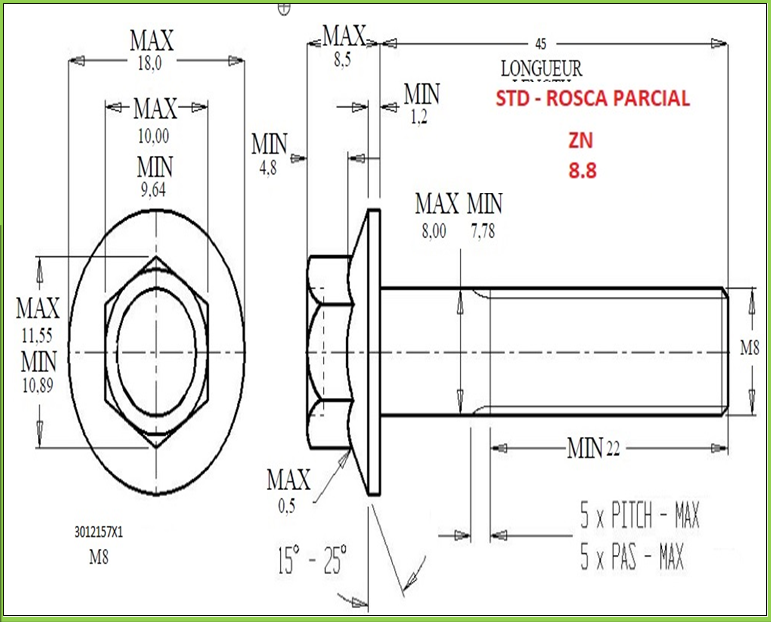 MAX
18,0
MAX
10,00
MIN
9,64
MAX
11,55
MIN
10,89
3012157X1
M8
MAX
8,5
45
LONGUEUR
STD - ROSCA PARCIAL
ZN
8.8
MIN
1,2
MIN
4,8
MAX MIN
8,00 7,78
M8
MIN 22
MAX
0,5
15° - 25°
5 x PITCH - MAX
5 x PAS - MAX